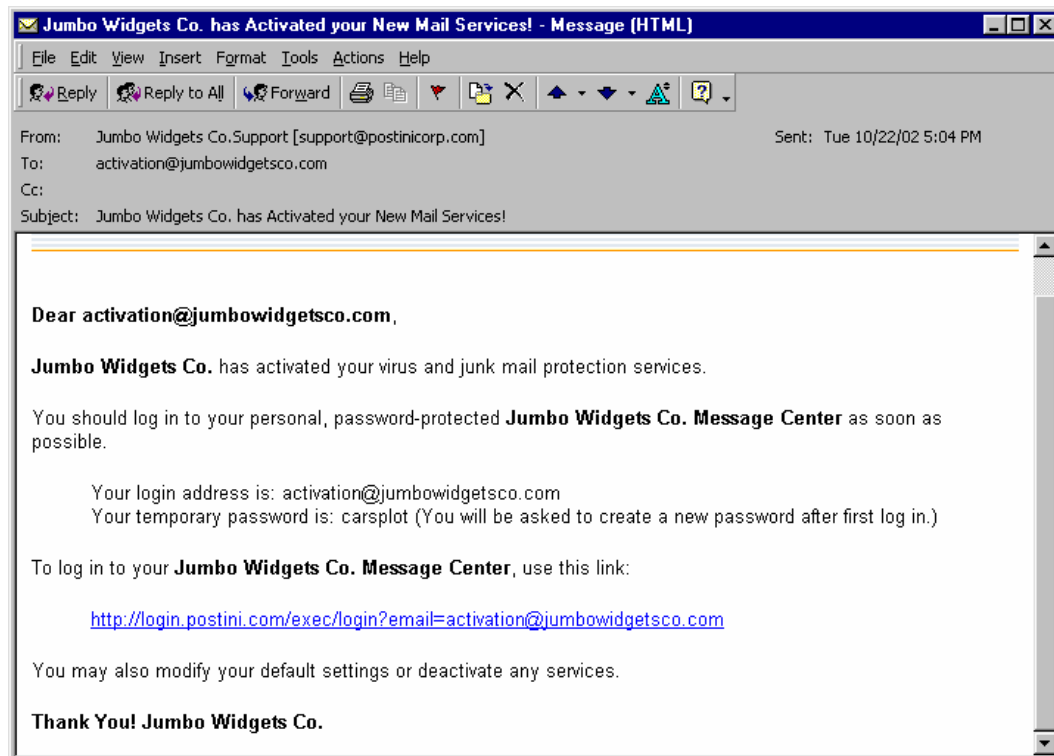 Jumbo Widgets Co. has Activated your New Mail Services! - Message (HTML)
File Edit View Insert Format Tools Actions Help
Reply Reply to All Forward
From: Jumbo Widgets Co.Support [support@postinicorp.com] Sent: Tue 10/22/02 5:04 PM
To: activation@jumbowidgetsco.com
Cc:
Subject: Jumbo Widgets Co. has Activated your New Mail Services!
Dear activation@jumbowidgetsco.com,
Jumbo Widgets Co. has activated your virus and junk mail protection services.
You should log in to your personal, password-protected Jumbo Widgets Co. Message Center as soon as
possible.
Your login address is: activation@jumbowidgetsco.com
Your temporary password is: carsplot (You will be asked to create a new password after first log in.)
To log in to your Jumbo Widgets Co. Message Center, use this link:
http://login.postini.com/exec/login?email=activation@jumbowidgetsco.com
You may also modify your default settings or deactivate any services.
Thank You! Jumbo Widgets Co.